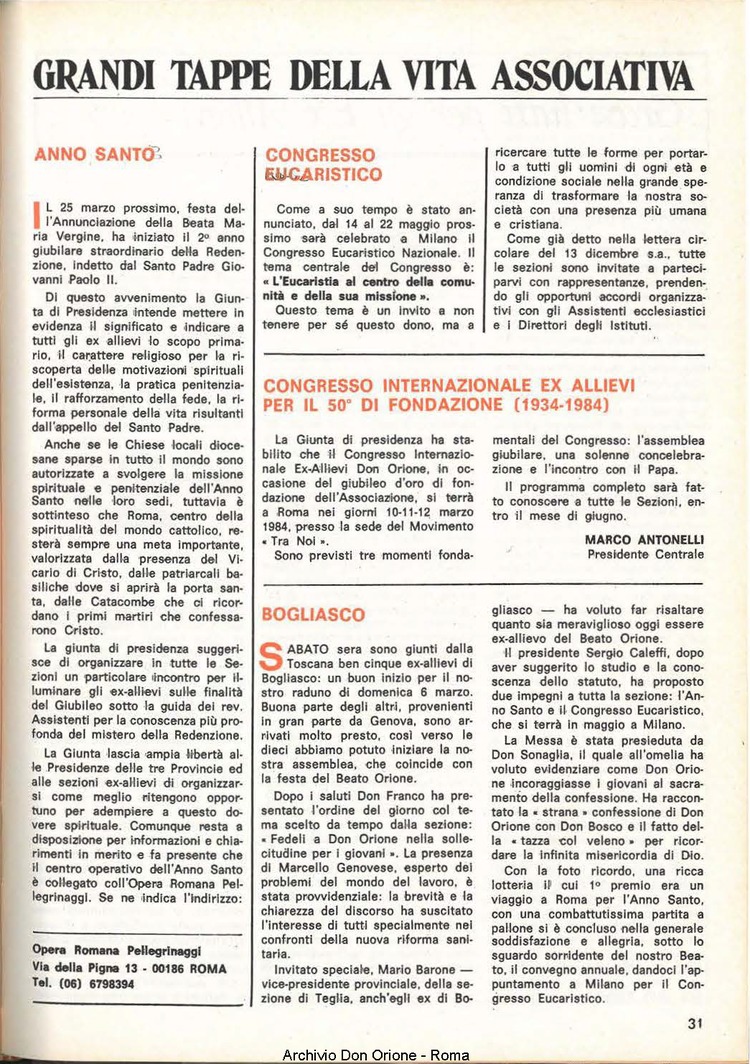 GRANDI TAPPE DELLA VITA ASSOCIATIVA
ANNO SANTO
IL 25 marzo prossimo, festa del-
l'Annunciazione della Beata Ma-
ria Vergine, ha iniziato il 2º anno
giubilare straordinario della Reden-
zione, indetto dal Santo Padre Gio-
vanni Paolo II.
Di questo avvenimento la Giun-
ta di Presidenza intende mettere in
evidenza il significato e indicare a
tutti gli ex allievi lo scopo prima-
rio, il carattere religioso per la ri-
scoperta delle motivazioni spirituali
dell'esistenza, la pratica penitenzia-
le, il rafforzamento della fede, la ri-
forma personale della vita risultanti
dall'appello del Santo Padre.
Anche se le Chiese locali dioce-
sane sparse in tutto il mondo sono
autorizzate a svolgere la missione
spirituale e penitenziale dell'Anno
Santo nelle loro sedi, tuttavia è
sottinteso che Roma, centro della
spiritualità del mondo cattolico, re-
sterà sempre una meta importante,
valorizzata dalla presenza del Vi-
cario di Cristo, dalle patriarcali ba-
siliche dove si aprirà la porta san-
ta, dalle Catacombe che ci ricor-
dano i primi martiri che confessa-
rono Cristo.
La giunta di presidenza suggeri-
sce di organizzare in tutte le Se-
zioni un particolare incontro per il-
luminare gli ex-allievi sulle finalità
del Giubileo sotto la guida dei rev.
Assistenti per la conoscenza più pro-
fonda del mistero della Redenzione.
La Giunta lascia ampia libertà al-
le Presidenze delle tre Provincie ed
alle sezioni ex-allievi di organizzar-
si come meglio ritengono oppor-
tuno per adempiere a questo do-
vere spirituale. Comunque resta a
disposizione per informazioni e chia-
rimenti in merito e fa presente che
il centro operativo dell'Anno Santo
è collegato coll'Opera Romana Pel-
legrinaggi. Se ne indica l'indirizzo:
Opera Romana Pellegrinaggi
Via della Pigna 13 - 00186 ROMA
Tel. (06) 6798394
CONGRESSO
EUCARISTICO
Come a suo tempo è stato an-
nunciato, dal 14 al 22 maggio pros-
simo sarà celebrato a Milano il
Congresso Eucaristico Nazionale. Il
tema centrale del Congresso è:
« L'Eucaristia al centro della comu-
nità e della sua missione ».
Questo tema è un invito a non
tenere per sé questo dono, ma a
ricercare tutte le forme per portar-
lo a tutti gli uomini di ogni età e
condizione sociale nella grande spe-
ranza di trasformare la nostra so-
cietà con una presenza più umana
e cristiana.
Come già detto nella lettera cir-
colare del 13 dicembre s.a., tutte
le sezioni sono invitate a parteci-
parvi con rappresentanze, prenden-
do gli opportuni accordi organizza-
tivi con gli Assistenti ecclesiastici
e i Direttori degli Istituti.
CONGRESSO INTERNAZIONALE EX ALLIEVI
PER IL 50° DI FONDAZIONE (1934-1984)
La Giunta di presidenza ha sta-
bilito che il Congresso Internazio-
nale Ex-Allievi Don Orione, in oc-
casione del giubileo d'oro di fon-
dazione dell'Associazione, si terrà
a Roma nei giorni 10-11-12 marzo
1984, presso la sede del Movimento
« Tra Noi ».
Sono previsti tre momenti fonda-
mentali del Congresso: l'assemblea
giubilare, una solenne concelebra-
zione e l'incontro con il Papa.
Il programma completo sarà fat-
to conoscere a tutte le Sezioni, en-
tro il mese di giugno.
MARCO ANTONELLI
Presidente Centrale
BOGLIASCO
SABATO sera sono giunti dalla
Toscana ben cinque ex-allievi di
Bogliasco: un buon inizio per il no-
stro raduno di domenica 6 marzo.
Buona parte degli altri, provenienti
in gran parte da Genova, sono ar-
rivati molto presto, così verso le
dieci abbiamo potuto iniziare la no-
stra assemblea, che coincide con
la festa del Beato Orione.
Dopo i saluti Don Franco ha pre-
sentato l'ordine del giorno col te-
ma scelto da tempo dalla sezione:
« Fedeli a Don Orione nella solle-
citudine per i giovani ». La presenza
di Marcello Genovese, esperto dei
problemi del mondo del lavoro, è
stata provvidenziale: la brevità e la
chiarezza del discorso ha suscitato
l'interesse di tutti specialmente nei
confronti della nuova riforma sani-
taria.
Invitato speciale, Mario Barone —
vice-presidente provinciale, della se-
zione di Teglia, anch'egli ex di Bo-
gliasco — ha voluto far risaltare
quanto sia meraviglioso oggi essere
ex-allievo del Beato Orione.
Il presidente Sergio Caleffi, dopo
aver suggerito lo studio e la cono-
scenza dello statuto, ha proposto
due impegni a tutta la sezione: l'An-
no Santo e il Congresso Eucaristico,
che si terrà in maggio a Milano.
La Messa è stata presieduta da
Don Sonaglia, il quale all'omelia ha
voluto evidenziare come Don Orio-
ne incoraggiasse i giovani al sacra-
mento della confessione. Ha raccon-
tato la « strana » confessione di Don
Orione con Don Bosco e il fatto del-
la « tazza col veleno » per ricor-
dare la infinita misericordia di Dio.
Con la foto ricordo, una ricca
lotteria il cui 1º premio era un
viaggio a Roma per l'Anno Santo,
con una combattutissima partita a
pallone si è concluso nella generale
soddisfazione e allegria, sotto lo
sguardo sorridente del nostro Bea-
to, il convegno annuale, dandoci l'ap-
puntamento a Milano per il Con-
gresso Eucaristico.
31
Archivio Don Orione - Roma